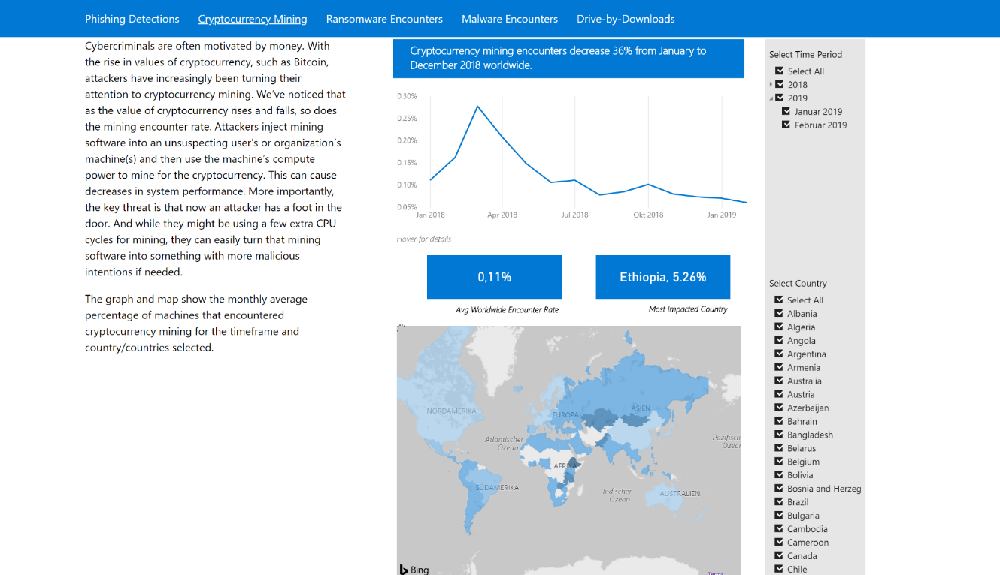 Phishing Detections Cryptocurrency Mining Ransomware Encounters Malware Encounters Drive-by-Downloads
Cybercriminals are often motivated by money. With
the rise in values of cryptocurrency, such as Bitcoin,
attackers have increasingly been turning their
attention to cryptocurrency mining. We've noticed that
as the value of cryptocurrency rises and falls, so does
the mining encounter rate. Attackers inject mining
software into an unsuspecting user's or organization's
machine(s) and then use the machine's compute
power to mine for the cryptocurrency. This can cause
decreases in system performance. More importantly,
the key threat is that now an attacker has a foot in the
door. And while they might be using a few extra CPU
cycles for mining, they can easily turn that mining
software into something with more malicious
intentions if needed.
The graph and map show the monthly average
percentage of machines that encountered
cryptocurrency mining for the timeframe and
country/countries selected.
Cryptocurrency mining encounters decrease 36% from January to
December 2018 worldwide.
0,30%
0,25%
0,20%
0,15%
0,10%
0,05%
Jan 2018 Apr 2018 Jul 2018 Okt 2018 Jan 2019
Hover for details
0,11%
Avg Worldwide Encounter Rate
Ethiopia, 5.26%
Most Impacted Country
NORDAMERIKA
EUROPA
ASIEN
Atlantischer
Ozean
Pazifisch
Ozean
AFRIKA
SÜDAMERIKA
Indischer
Ozean
AUSTRALIEN
Bing
Terms
Select Time Period
Select All
2018
2019
Januar 2019
Februar 2019
Select Country
Select All
Albania
Algeria
Angola
Argentina
Armenia
Australia
Austria
Azerbaijan
Bahrain
Bangladesh
Belarus
Belgium
Bolivia
Bosnia and Herzeg
Brazil
Bulgaria
Cambodia
Cameroon
Canada
Chile